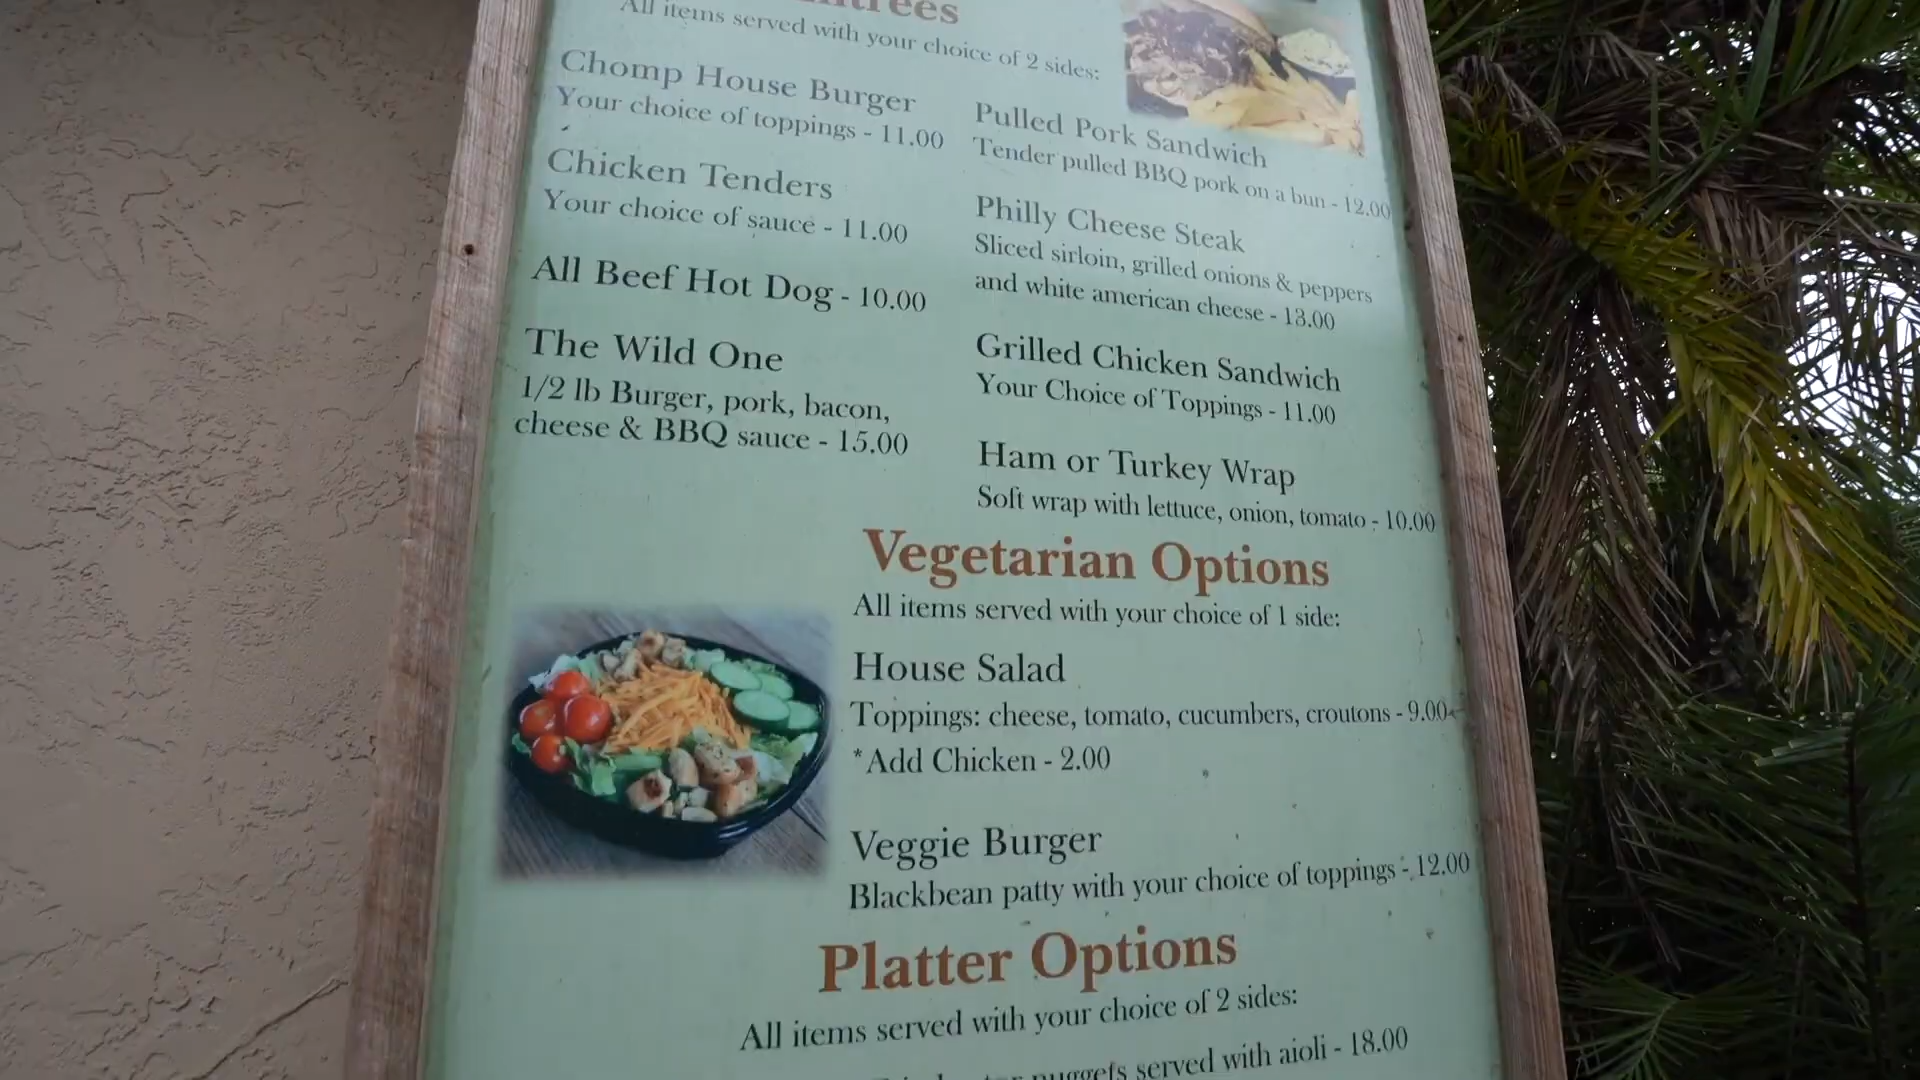 All items served with your choice of 2 sides:
Chomp House Burger
Your choice of toppings - 11.00
Chicken Tenders
Your choice of sauce - 11.00
All Beef Hot Dog - 10.00
The Wild One
1/2 lb Burger, pork, bacon,
cheese & BBQ sauce - 15.00
Pulled Pork Sandwich
Tender pulled BBQ pork on a bun - 12.00
Philly Cheese Steak
Sliced sirloin, grilled onions & peppers
and white american cheese - 13.00
Grilled Chicken Sandwich
Your Choice of Toppings - 11.00
Ham or Turkey Wrap
Soft wrap with lettuce, onion, tomato - 10.00
Vegetarian Options
All items served with your choice of 1 side:
House Salad
Toppings: cheese, tomato, cucumbers, croutons - 9.00
*Add Chicken - 2.00
Veggie Burger
Blackbean patty with your choice of toppings - 12.00
Platter Options
All items served with your choice of 2 sides:
nuggets served with aioli - 18.00